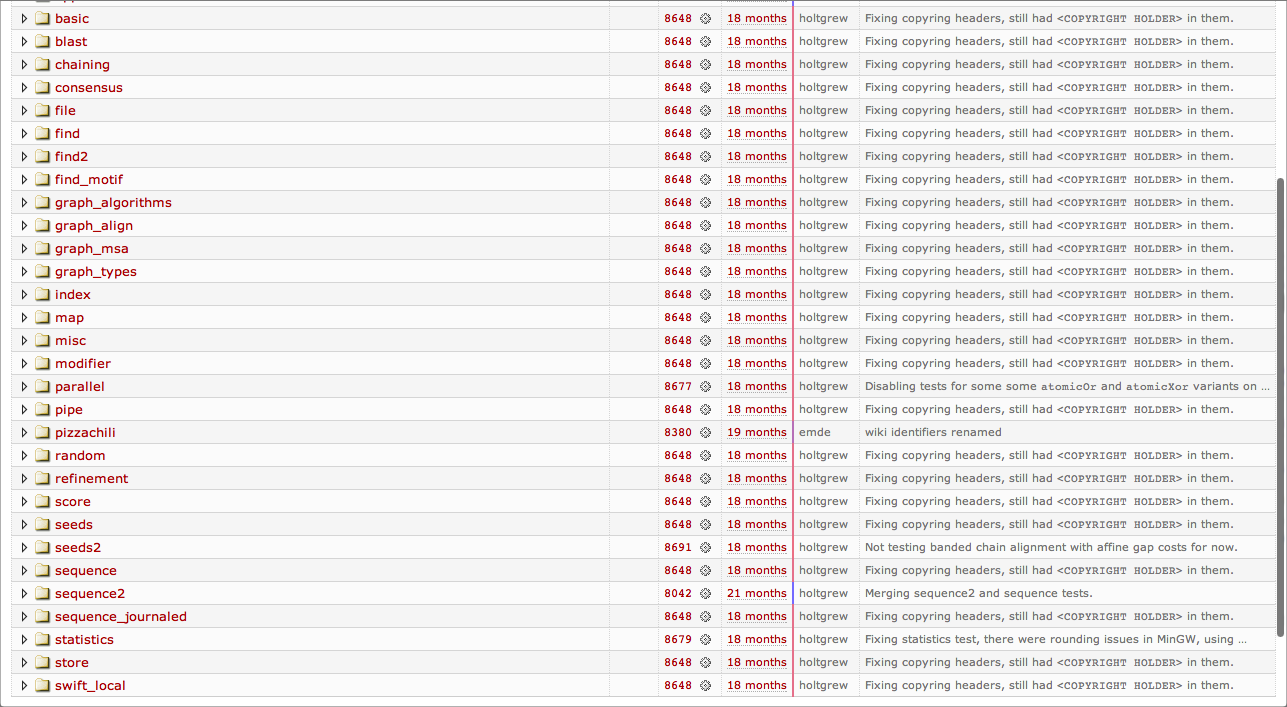 basic 8648 18 months holtgrew Fixing copyring headers, still had <COPYRIGHT HOLDER> in them.
blast 8648 18 months holtgrew Fixing copyring headers, still had <COPYRIGHT HOLDER> in them.
chaining 8648 18 months holtgrew Fixing copyring headers, still had <COPYRIGHT HOLDER> in them.
consensus 8648 18 months holtgrew Fixing copyring headers, still had <COPYRIGHT HOLDER> in them.
file 8648 18 months holtgrew Fixing copyring headers, still had <COPYRIGHT HOLDER> in them.
find 8648 18 months holtgrew Fixing copyring headers, still had <COPYRIGHT HOLDER> in them.
find2 8648 18 months holtgrew Fixing copyring headers, still had <COPYRIGHT HOLDER> in them.
find_motif 8648 18 months holtgrew Fixing copyring headers, still had <COPYRIGHT HOLDER> in them.
graph_algorithms 8648 18 months holtgrew Fixing copyring headers, still had <COPYRIGHT HOLDER> in them.
graph_align 8648 18 months holtgrew Fixing copyring headers, still had <COPYRIGHT HOLDER> in them.
graph_msa 8648 18 months holtgrew Fixing copyring headers, still had <COPYRIGHT HOLDER> in them.
graph_types 8648 18 months holtgrew Fixing copyring headers, still had <COPYRIGHT HOLDER> in them.
index 8648 18 months holtgrew Fixing copyring headers, still had <COPYRIGHT HOLDER> in them.
map 8648 18 months holtgrew Fixing copyring headers, still had <COPYRIGHT HOLDER> in them.
misc 8648 18 months holtgrew Fixing copyring headers, still had <COPYRIGHT HOLDER> in them.
modifier 8648 18 months holtgrew Fixing copyring headers, still had <COPYRIGHT HOLDER> in them.
parallel 8677 18 months holtgrew Disabling tests for some some atomicOr and atomicXor variants on …
pipe 8648 18 months holtgrew Fixing copyring headers, still had <COPYRIGHT HOLDER> in them.
pizzachili 8380 19 months emde wiki identifiers renamed
random 8648 18 months holtgrew Fixing copyring headers, still had <COPYRIGHT HOLDER> in them.
refinement 8648 18 months holtgrew Fixing copyring headers, still had <COPYRIGHT HOLDER> in them.
score 8648 18 months holtgrew Fixing copyring headers, still had <COPYRIGHT HOLDER> in them.
seeds 8648 18 months holtgrew Fixing copyring headers, still had <COPYRIGHT HOLDER> in them.
seeds2 8691 18 months holtgrew Not testing banded chain alignment with affine gap costs for now.
sequence 8648 18 months holtgrew Fixing copyring headers, still had <COPYRIGHT HOLDER> in them.
sequence2 8042 21 months holtgrew Merging sequence2 and sequence tests.
sequence_journaled 8648 18 months holtgrew Fixing copyring headers, still had <COPYRIGHT HOLDER> in them.
statistics 8679 18 months holtgrew Fixing statistics test, there were rounding issues in MinGW, using …
store 8648 18 months holtgrew Fixing copyring headers, still had <COPYRIGHT HOLDER> in them.
swift_local 8648 18 months holtgrew Fixing copyring headers, still had <COPYRIGHT HOLDER> in them.